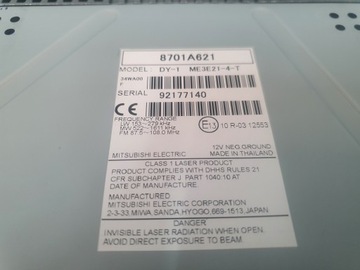 8701A621
MODEL DY-1 ME3E21-4-T
34WA00
F
SERIAL 92177140
CE
FREQUENCY RANGE
LW 153-279 kHz
MW 522-1611 kHz
FM 87.5-108.0 MHz
E13 10 R-03 12553
12V NEG.GROUND
MITSUBISHI ELECTRIC MADE IN THAILAND
CLASS 1 LASER PRODUCT
PRODUCT COMPLIES WITH DHHS RULES 21
CFR SUBCHAPTER J PART 1040.10 AT
DATE OF MANUFACTURE.
MANUFACTURED
MITSUBISHI ELECTRIC CORPORATION
2-3-33,MIWA,SANDA,HYOGO,669-1513,JAPAN
DANGER
INVISIBLE LASER RADIATION WHEN OPEN
AVOID DIRECT EXPOSURE TO BEAM.